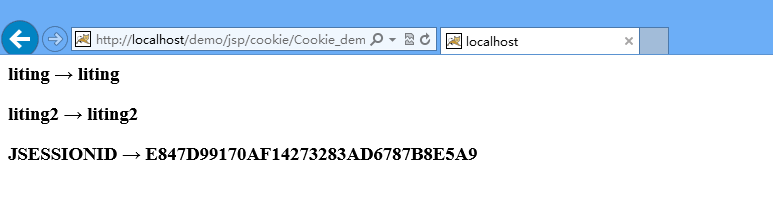 http://localhost/demo/jsp/cookie/Cookie_dem
localhost
liting → liting
liting2 → liting2
JSESSIONID → E847D99170AF14273283AD6787B8E5A9